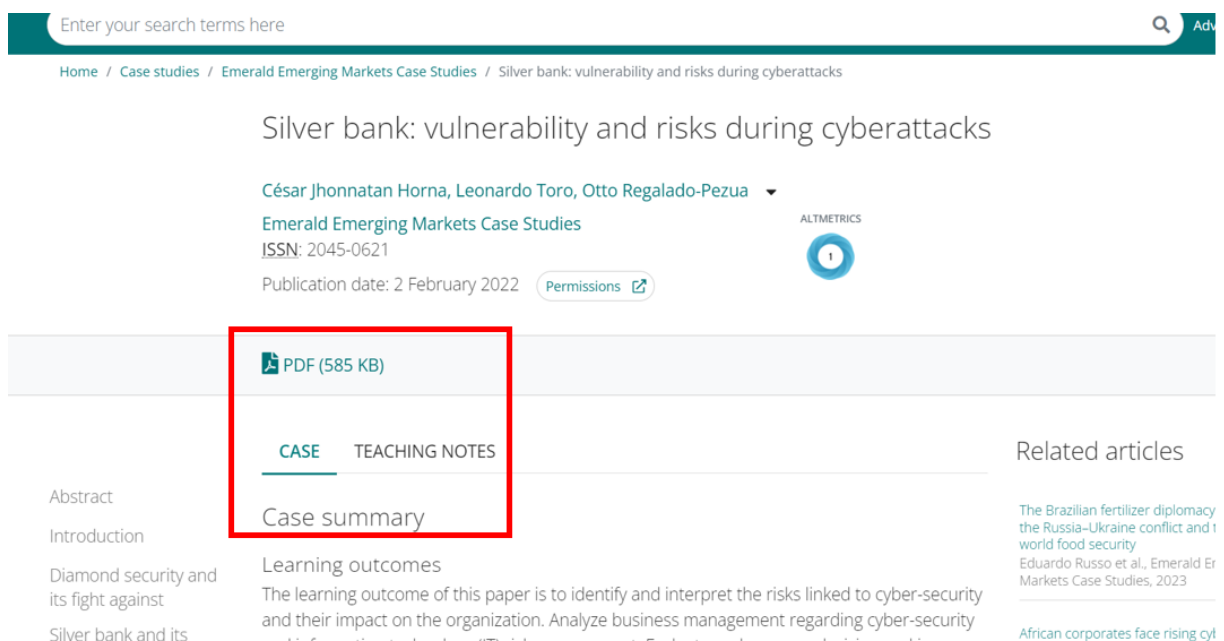 Enter your search terms here
Home / Case studies / Emerald Emerging Markets Case Studies / Silver bank: vulnerability and risks during cyberattacks
Silver bank: vulnerability and risks during cyberattacks
César Jhonnatan Horna, Leonardo Toro, Otto Regalado-Pezua
Emerald Emerging Markets Case Studies
ISSN: 2045-0621
Publication date: 2 February 2022
Permissions
ALTMETRICS
1
PDF (585 KB)
CASE
TEACHING NOTES
Abstract
Introduction
Diamond security and
its fight against
Silver bank and its
Case summary
Learning outcomes
The learning outcome of this paper is to identify and interpret the risks linked to cyber-security
and their impact on the organization. Analyze business management regarding cyber-security
Related articles
The Brazilian fertilizer diplomacy
the Russia–Ukraine conflict and
world food security
Eduardo Russo et al., Emerald
Markets Case Studies, 2023
African corporates face rising